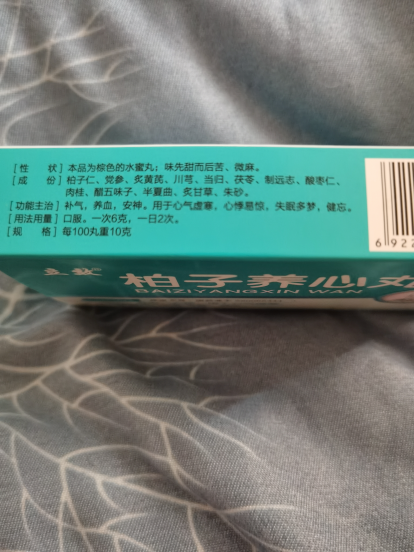 [性 状] 本品为棕色的水蜜丸；味先甜而后苦、微麻。
[成 份] 柏子仁、党参、炙黄芪、川芎、当归、茯苓、制远志、酸枣仁、
肉桂、醋五味子、半夏曲、炙甘草、朱砂。
[功能主治] 补气，养血，安神。用于心气虚寒，心悸易惊，失眠多梦，健忘。
[用法用量] 口服。一次6克，一日2次。
[规 格] 每100丸重10克
6 922
柏子养心丸
BAIZIYANGXIN WAN